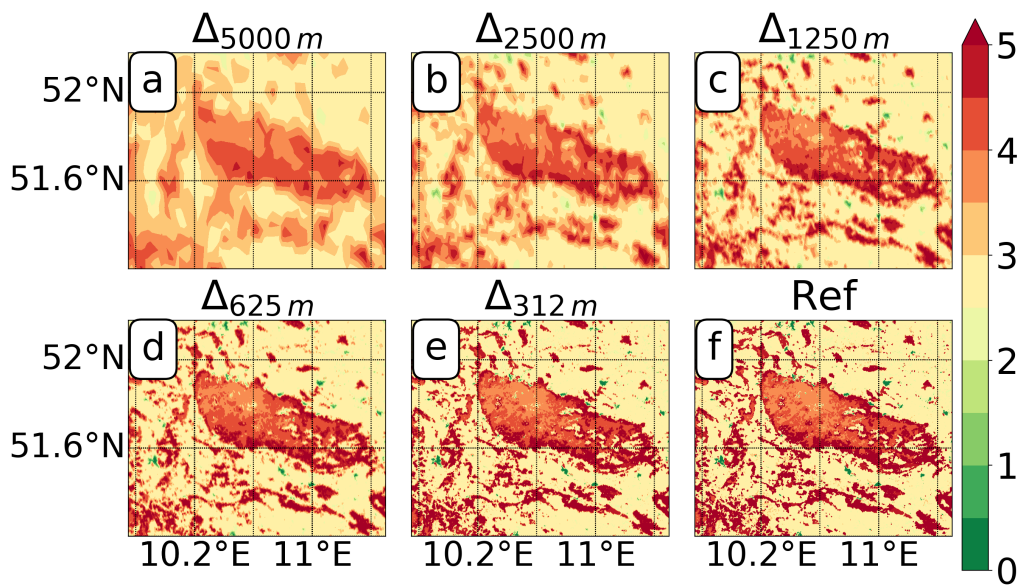 Δ5000 m Δ2500 m Δ1250 m
a b c
52°N
51.6°N
Δ625 m Δ312 m Ref
d e f
52°N
51.6°N
10.2°E 11°E 10.2°E 11°E 10.2°E 11°E
5
4
3
2
1
0